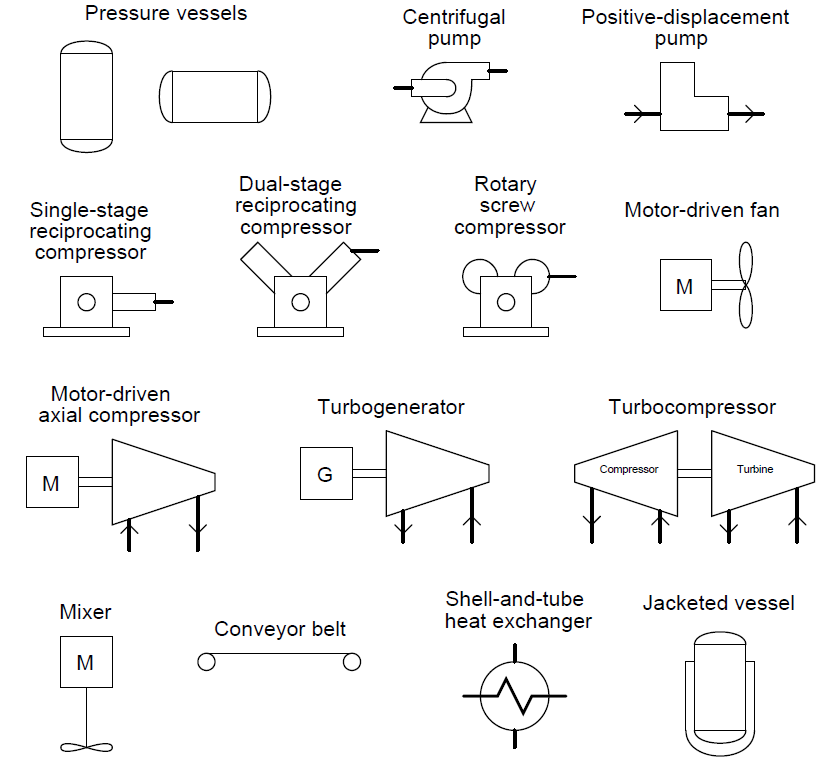 Pressure vessels
Centrifugal
pump
Positive-displacement
pump
Single-stage
reciprocating
compressor
Dual-stage
reciprocating
compressor
Rotary
screw
compressor
Motor-driven fan
M
Motor-driven
axial compressor
M
Turbogenerator
G
Turbocompressor
Compressor
Turbine
Mixer
M
Conveyor belt
Shell-and-tube
heat exchanger
Jacketed vessel